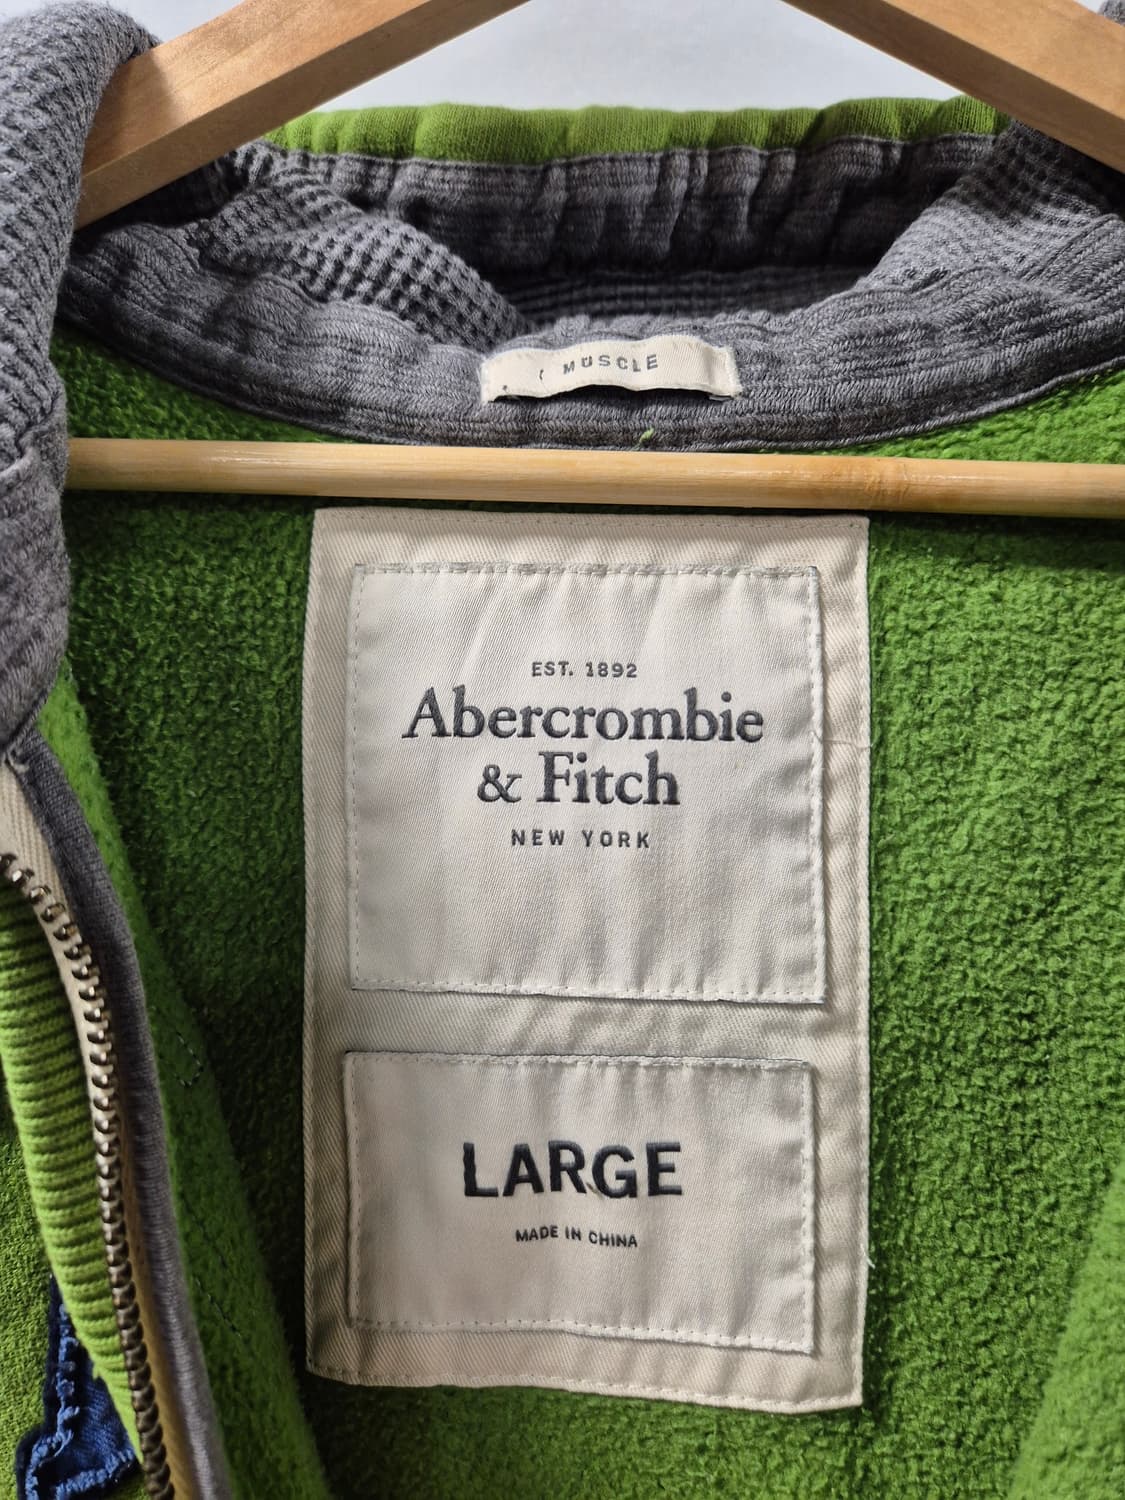 MUSCLE
EST. 1892
Abercrombie
& Fitch
NEW YORK
LARGE
MADE IN CHINA